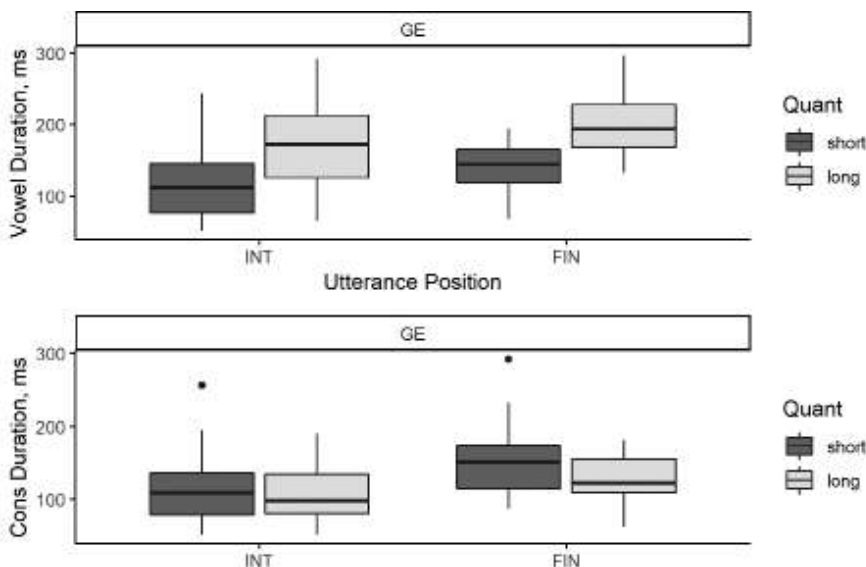 GE
Vowel Duration, ms
300
200
100
INT
FIN
Utterance Position
Quant
short
long
GE
Cons Duration, ms
300
200
100
INT
FIN
Quant
short
long